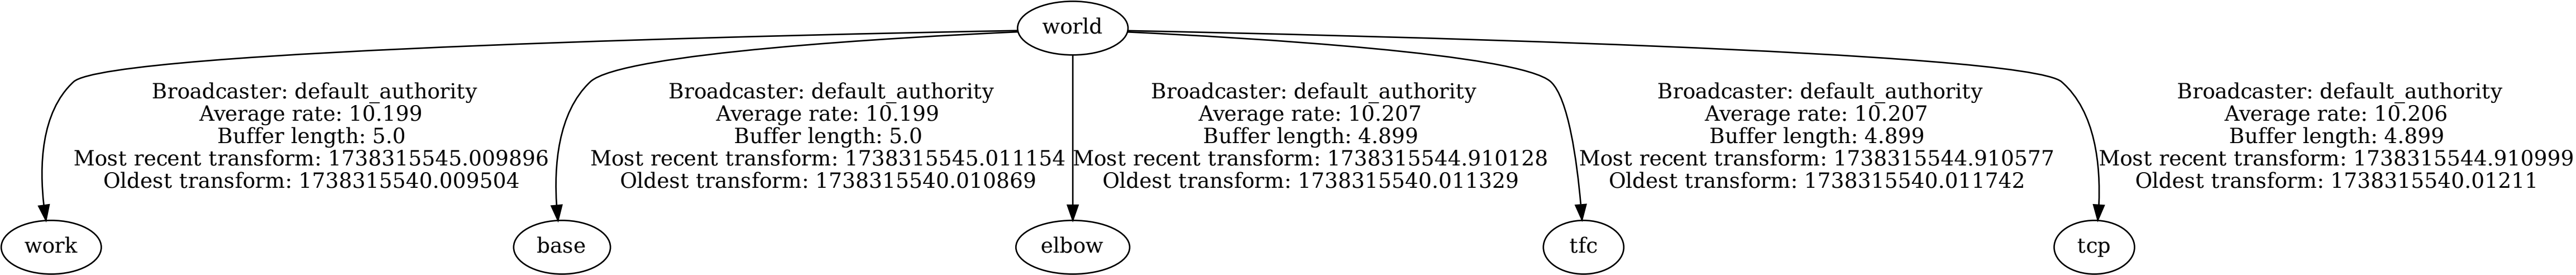 world
Broadcaster: default_authority
Average rate: 10.199
Buffer length: 5.0
Most recent transform: 1738315545.009896
Oldest transform: 1738315540.009504
Broadcaster: default_authority
Average rate: 10.199
Buffer length: 5.0
Most recent transform: 1738315545.011154
Oldest transform: 1738315540.010869
Broadcaster: default_authority
Average rate: 10.207
Buffer length: 4.899
Most recent transform: 1738315544.910128
Oldest transform: 1738315540.011329
Broadcaster: default_authority
Average rate: 10.207
Buffer length: 4.899
Most recent transform: 1738315544.910577
Oldest transform: 1738315540.011742
Broadcaster: default_authority
Average rate: 10.206
Buffer length: 4.899
Most recent transform: 1738315544.910999
Oldest transform: 1738315540.01211
work
base
elbow
tfc
tcp